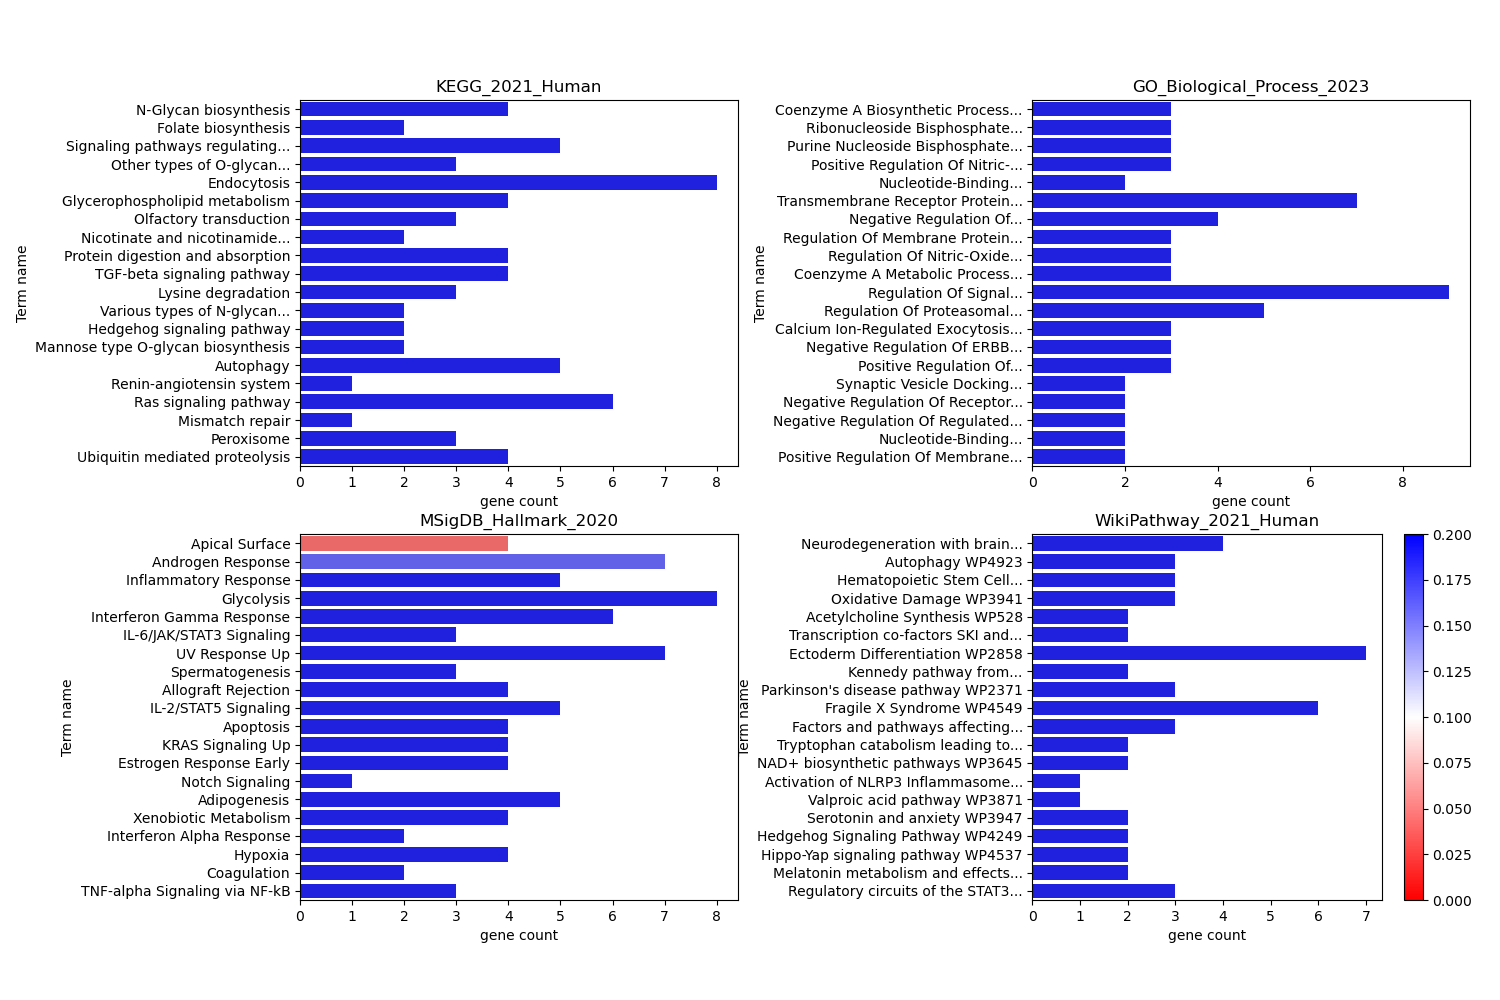 KEGG_2021_Human
Term name
N-Glycan biosynthesis
Folate biosynthesis
Signaling pathways regulating...
Other types of O-glycan...
Endocytosis
Glycerophospholipid metabolism
Olfactory transduction
Nicotinate and nicotinamide...
Protein digestion and absorption
TGF-beta signaling pathway
Lysine degradation
Various types of N-glycan...
Hedgehog signaling pathway
Mannose type O-glycan biosynthesis
Autophagy
Renin-angiotensin system
Ras signaling pathway
Mismatch repair
Peroxisome
Ubiquitin mediated proteolysis
0 1 2 3 4 5 6 7 8
gene count
GO_Biological_Process_2023
Term name
Coenzyme A Biosynthetic Process...
Ribonucleoside Bisphosphate...
Purine Nucleoside Bisphosphate...
Positive Regulation Of Nitric-...
Nucleotide-Binding...
Transmembrane Receptor Protein...
Negative Regulation Of...
Regulation Of Membrane Protein...
Regulation Of Nitric-Oxide...
Coenzyme A Metabolic Process...
Regulation Of Signal...
Regulation Of Proteasomal...
Calcium Ion-Regulated Exocytosis...
Negative Regulation Of ERBB...
Positive Regulation Of...
Synaptic Vesicle Docking...
Negative Regulation Of Receptor...
Negative Regulation Of Regulated...
Nucleotide-Binding...
Positive Regulation Of Membrane...
0 2 4 6 8
gene count
MSigDB_Hallmark_2020
Term name
Apical Surface
Androgen Response
Inflammatory Response
Glycolysis
Interferon Gamma Response
IL-6/JAK/STAT3 Signaling
UV Response Up
Spermatogenesis
Allograft Rejection
IL-2/STAT5 Signaling
Apoptosis
KRAS Signaling Up
Estrogen Response Early
Notch Signaling
Adipogenesis
Xenobiotic Metabolism
Interferon Alpha Response
Hypoxia
Coagulation
TNF-alpha Signaling via NF-kB
0 1 2 3 4 5 6 7 8
gene count
WikiPathway_2021_Human
Term name
Neurodegeneration with brain...
Autophagy WP4923
Hematopoietic Stem Cell...
Oxidative Damage WP3941
Acetylcholine Synthesis WP528
Transcription co-factors SKI and...
Ectoderm Differentiation WP2858
Kennedy pathway from...
Parkinson's disease pathway WP2371
Fragile X Syndrome WP4549
Factors and pathways affecting...
Tryptophan catabolism leading to...
NAD+ biosynthetic pathways WP3645
Activation of NLRP3 Inflammasome...
Valproic acid pathway WP3871
Serotonin and anxiety WP3947
Hedgehog Signaling Pathway WP4249
Hippo-Yap signaling pathway WP4537
Melatonin metabolism and effects...
Regulatory circuits of the STAT3...
0 1 2 3 4 5 6 7
gene count
0.200
0.175
0.150
0.125
0.100
0.075
0.050
0.025
0.000